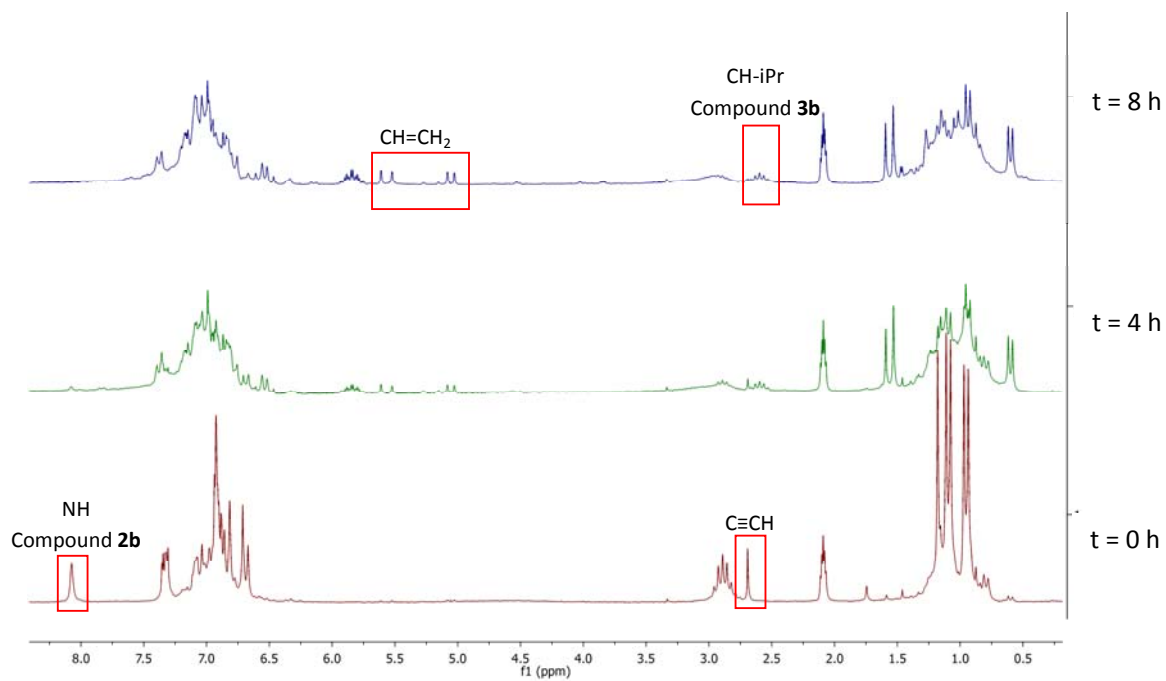 CH-iPr
Compound 3b
t = 8 h
CH=CH₂
t = 4 h
NH
Compound 2b
C≡CH
t = 0 h
8.0 7.5 7.0 6.5 6.0 5.5 5.0 4.5 4.0 3.5 3.0 2.5 2.0 1.5 1.0 0.5
f1 (ppm)